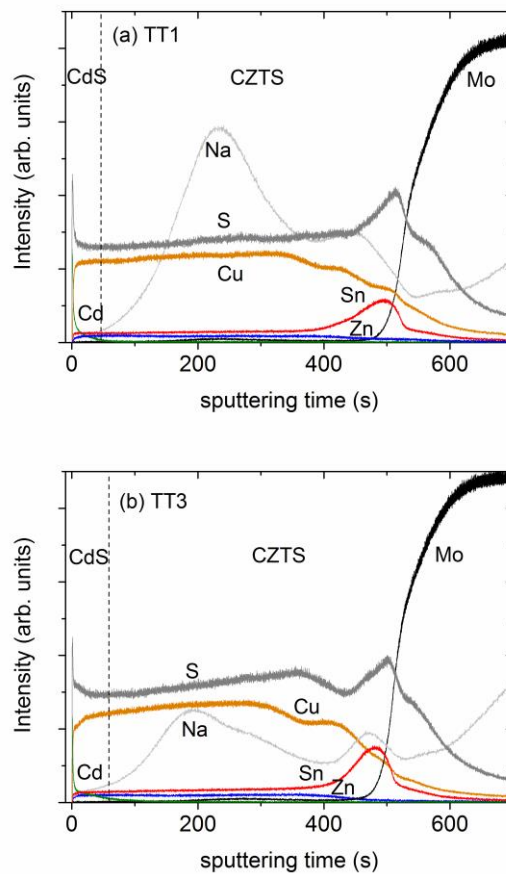 (a) TT1
CdS
CZTS
Mo
Na
S
Cu
Cd
Sn
Zn
Intensity (arb. units)
0 200 400 600
sputtering time (s)
(b) TT3
CdS
CZTS
Mo
S
Cu
Na
Cd
Sn
Zn
Intensity (arb. units)
0 200 400 600
sputtering time (s)